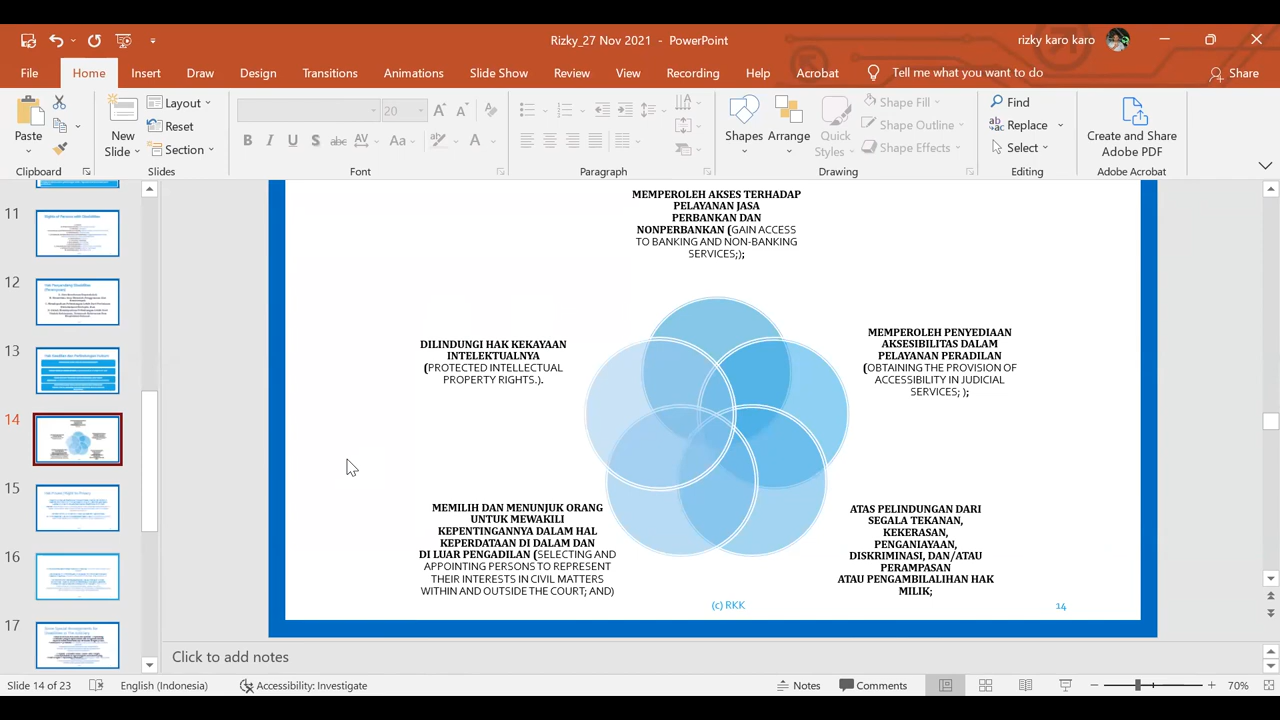 Rizky_27 Nov 2021 - PowerPoint
rizky karo karo
File Home Insert Draw Design Transitions Animations Slide Show Review View Recording Help Acrobat Tell me what you want to do Share
Paste
Clipboard
New
Slide
Layout
Reset
Section
Slides
20
Font
Paragraph
Shapes
Arrange
Quick
Styles
Shape Fill
Shape Outline
Shape Effects
Drawing
Find
Replace
Select
Editing
Create and Share
Adobe PDF
Adobe Acrobat
11
Rights of Persons with Disabilities
12
13
14
15
16
17
MEMPEROLEH AKSES TERHADAP
PELAYANAN JASA
PERBANKAN DAN
NONPERBANKAN (GAIN ACCESS
TO BANKING AND NON-BANKING
SERVICES;);
MEMPEROLEH PENYEDIAAN
AKSESIBILITAS DALAM
PELAYANAN PERADILAN
(OBTAINING THE PROVISION OF
ACCESSIBILITY IN JUDICIAL
SERVICES; );
ATAS PELINDUNGAN DARI
SEGALA TEKANAN,
KEKERASAN,
PENGANIAYAAN,
DISKRIMINASI, DAN/ATAU
PERAMPASAN
ATAU PENGAMBILALIHAN HAK
MILIK;
MEMILIH DAN MENUNJUK ORANG
UNTUK MEWAKILI
KEPENTINGANNYA DALAM HAL
KEPERDATAAN DI DALAM DAN
DI LUAR PENGADILAN (SELECTING AND
APPOINTING PERSONS TO REPRESENT
THEIR INTERESTS IN CIVIL MATTERS
WITHIN AND OUTSIDE THE COURT; AND)
DILINDUNGI HAK KEKAYAAN
INTELEKTUALNYA
(PROTECTED INTELLECTUAL
PROPERTY RIGHTS.).
(c) RKK
14
Click to add notes
Slide 14 of 23 English (Indonesia) Accessibility: Investigate Notes Comments 70%